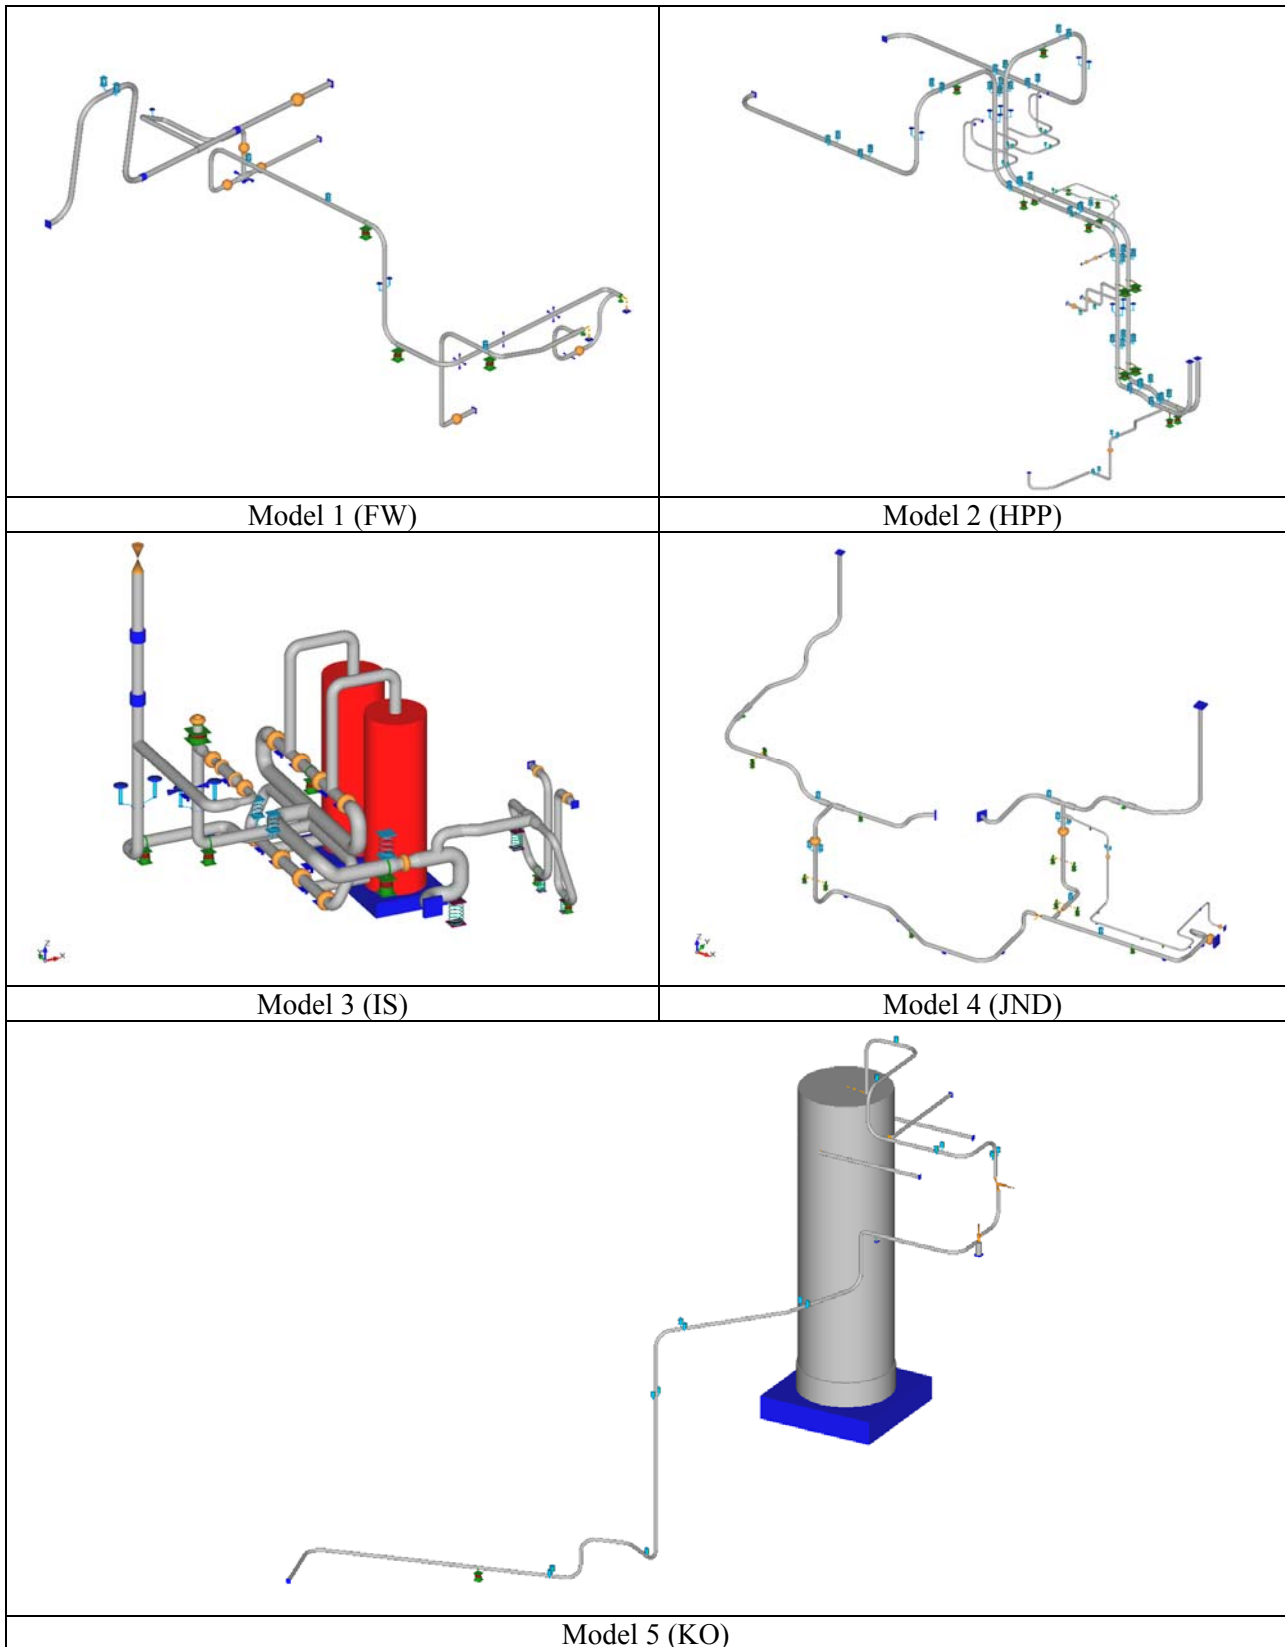 Model 1 (FW)
Model 2 (HPP)
Z
Y
X
Model 3 (IS)
Z
Y
X
Model 4 (JND)
Model 5 (KO)